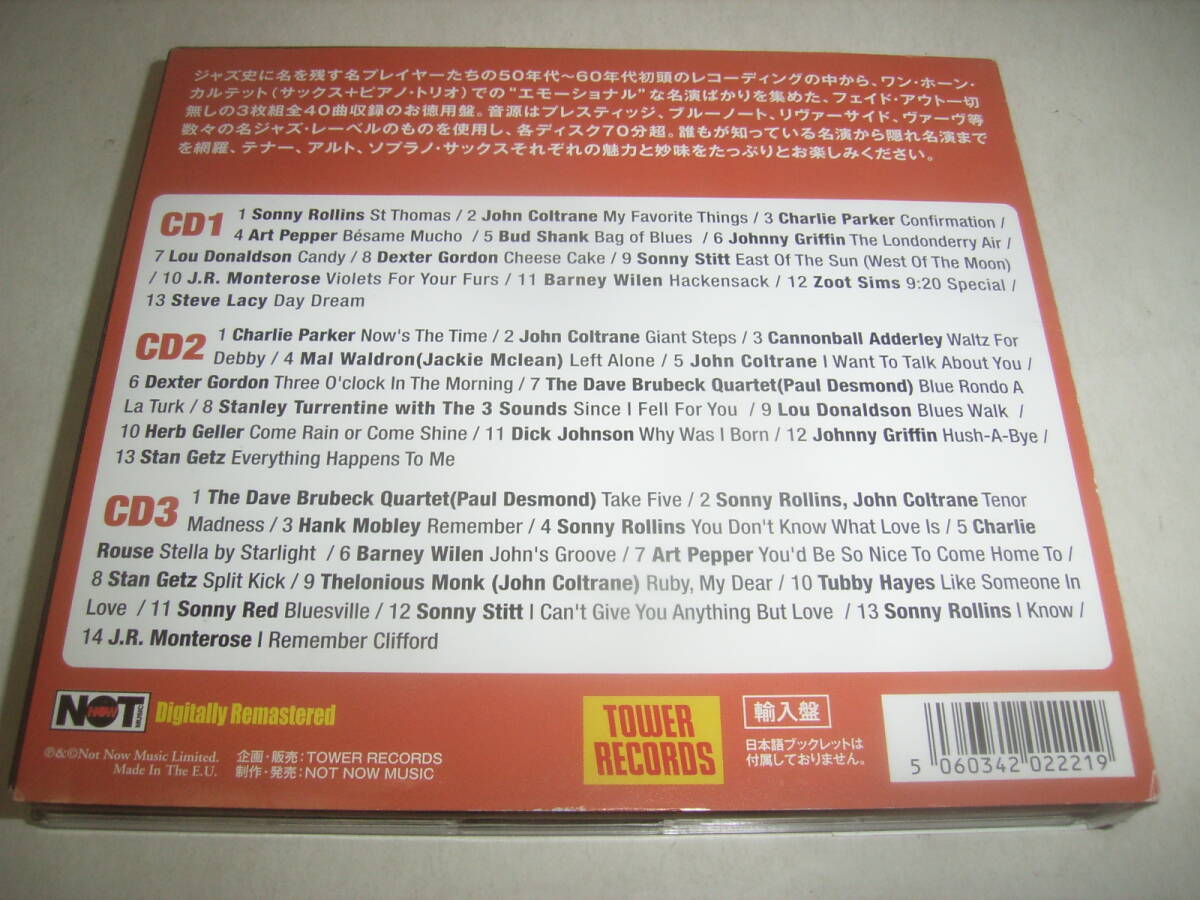 ジャズ史に名を残す名プレイヤーたちの50年代～60年代初頭のレコーディングの中から、ワン・ホーン・
カルテット（サックス＋ピアノ・トリオ）での“エモーショナル”な名演ばかりを集めた、フェイド・アウト一切
無しの3枚組全40曲収録のお徳用盤。音源はプレスティッジ、ブルーノート、リヴァーサイド、ヴァーヴ等
数々の名ジャズ・レーベルのものを使用し、各ディスク70分超。誰もが知っている名演から隠れ名演まで
を網羅、テナー、アルト、ソプラノ・サックスそれぞれの魅力と妙味をたっぷりとお楽しみください。
CD1 1 Sonny Rollins St Thomas / 2 John Coltrane My Favorite Things / 3 Charlie Parker Confirmation /
4 Art Pepper Bésame Mucho / 5 Bud Shank Bag of Blues / 6 Johnny Griffin The Londonderry Air /
7 Lou Donaldson Candy / 8 Dexter Gordon Cheese Cake / 9 Sonny Stitt East Of The Sun (West Of The Moon)
/ 10 J.R. Monterose Violets For Your Furs / 11 Barney Wilen Hackensack / 12 Zoot Sims 9:20 Special /
13 Steve Lacy Day Dream
CD2 1 Charlie Parker Now's The Time / 2 John Coltrane Giant Steps / 3 Cannonball Adderley Waltz For
Debby / 4 Mal Waldron(Jackie Mclean) Left Alone / 5 John Coltrane I Want To Talk About You /
6 Dexter Gordon Three O'clock In The Morning / 7 The Dave Brubeck Quartet(Paul Desmond) Blue Rondo A
La Turk / 8 Stanley Turrentine with The 3 Sounds Since I Fell For You / 9 Lou Donaldson Blues Walk /
10 Herb Geller Come Rain or Come Shine / 11 Dick Johnson Why Was I Born / 12 Johnny Griffin Hush-A-Bye /
13 Stan Getz Everything Happens To Me
CD3 1 The Dave Brubeck Quartet(Paul Desmond) Take Five / 2 Sonny Rollins, John Coltrane Tenor
Madness / 3 Hank Mobley Remember / 4 Sonny Rollins You Don't Know What Love Is / 5 Charlie
Rouse Stella by Starlight / 6 Barney Wilen John's Groove / 7 Art Pepper You'd Be So Nice To Come Home To /
8 Stan Getz Split Kick / 9 Thelonious Monk (John Coltrane) Ruby, My Dear / 10 Tubby Hayes Like Someone In
Love / 11 Sonny Red Bluesville / 12 Sonny Stitt I Can't Give You Anything But Love / 13 Sonny Rollins I Know /
14 J.R. Monterose I Remember Clifford
NOT NOW MUSIC Digitally Remastered
℗&©Not Now Music Limited.
Made In The E.U.
企画・販売：TOWER RECORDS
制作・発売：NOT NOW MUSIC
TOWER
RECORDS
輸入盤
日本語ブックレットは
付属しておりません。
5 060342 022219